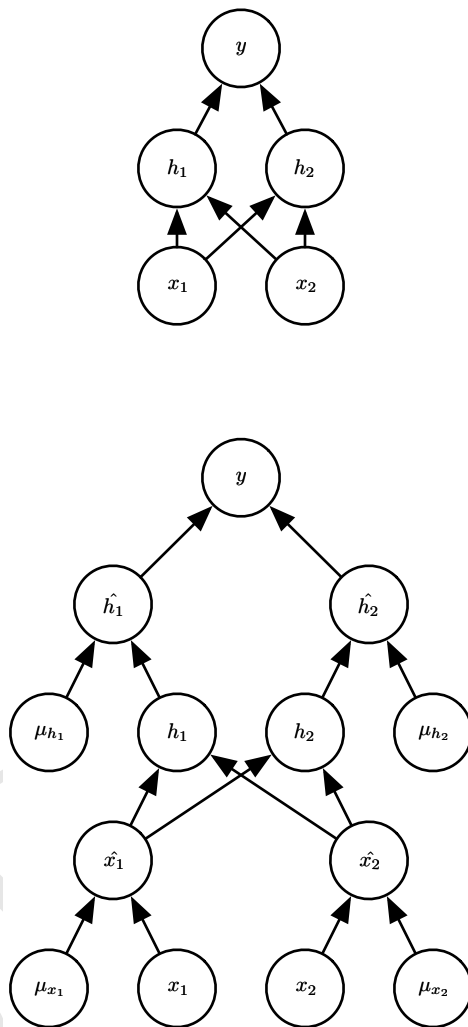 y
h₁ h₂
x₁ x₂
y
ĥ₁ ĥ₂
μₕ₁ h₁ h₂ μₕ₂
x̂₁ x̂₂
μₓ₁ x₁ x₂ μₓ₂